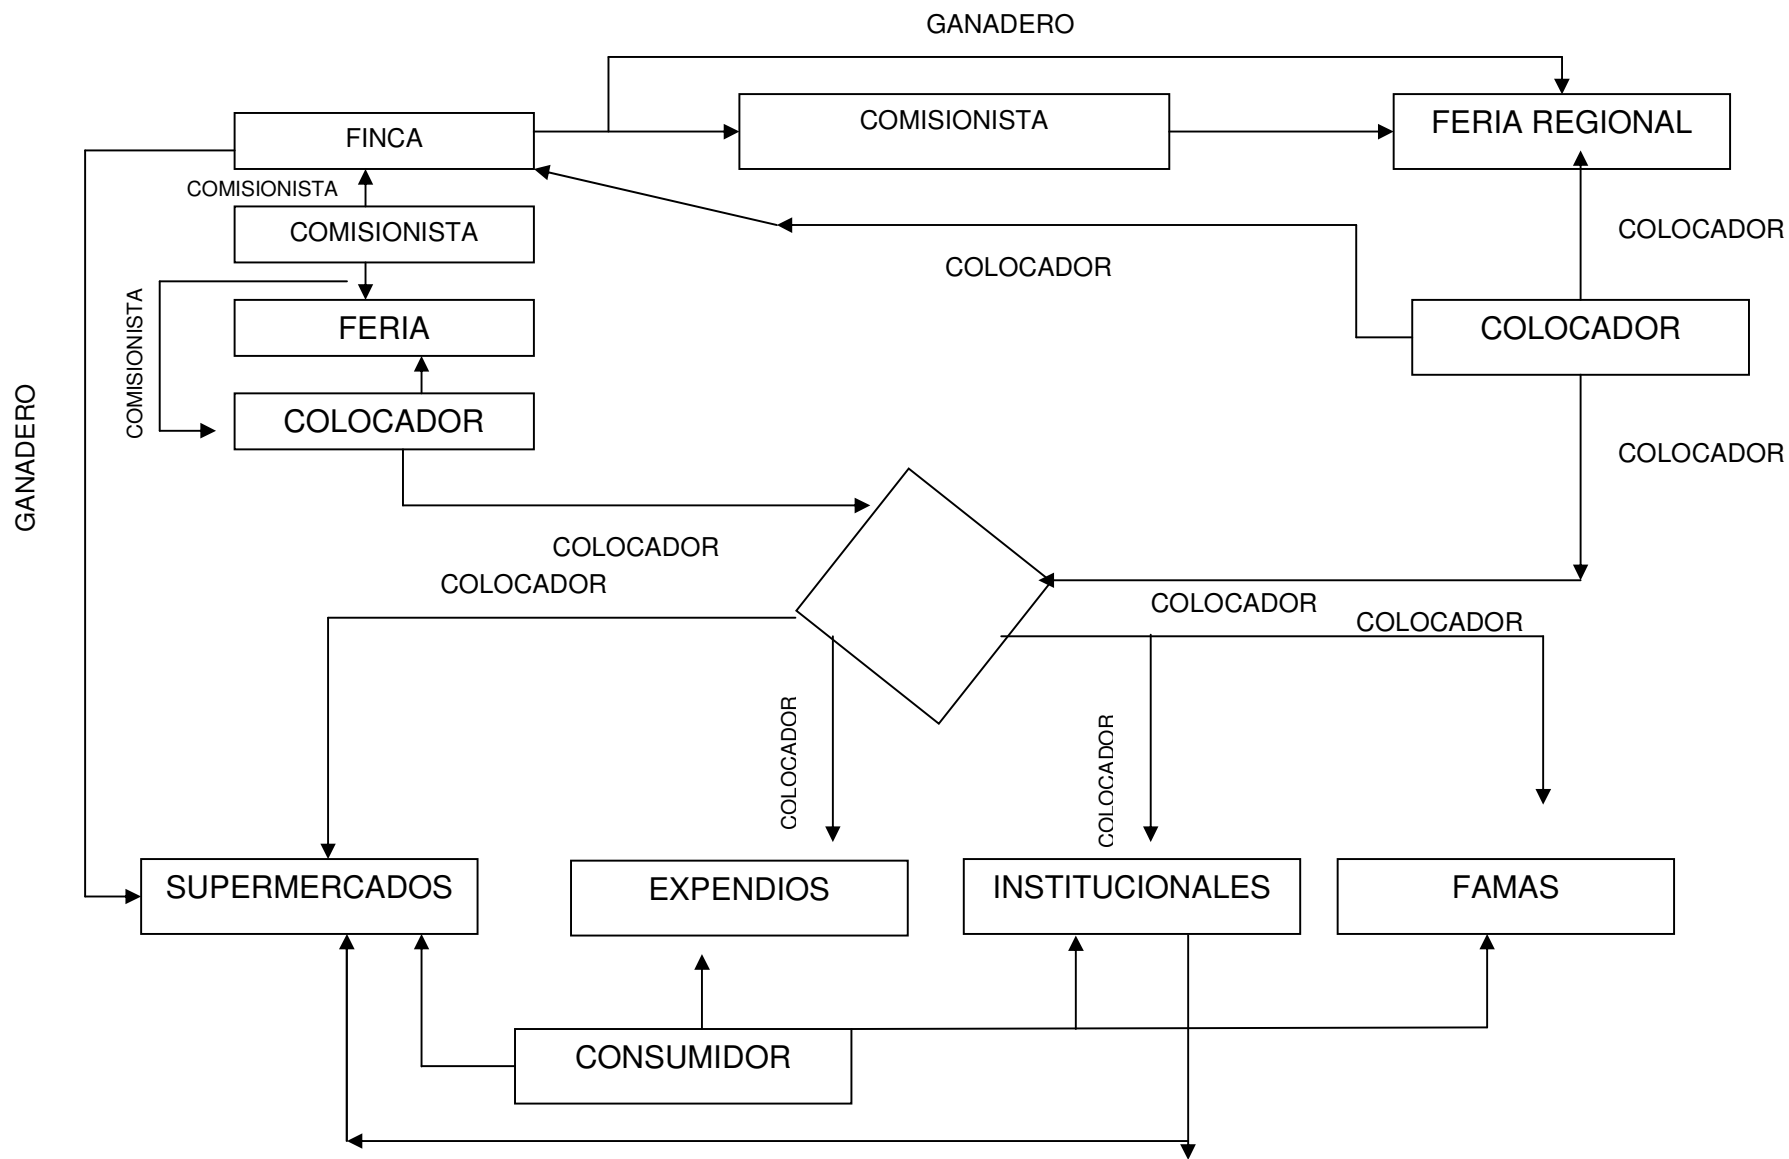 GANADERO
FINCA
COMISIONISTA
FERIA REGIONAL
COMISIONISTA
COMISIONISTA
COLOCADOR
COLOCADOR
COMISIONISTA
FERIA
COLOCADOR
COLOCADOR
GANADERO
COLOCADOR
COLOCADOR
COLOCADOR
COLOCADOR
COLOCADOR
COLOCADOR
COLOCADOR
SUPERMERCADOS
EXPENDIOS
INSTITUCIONALES
FAMAS
CONSUMIDOR